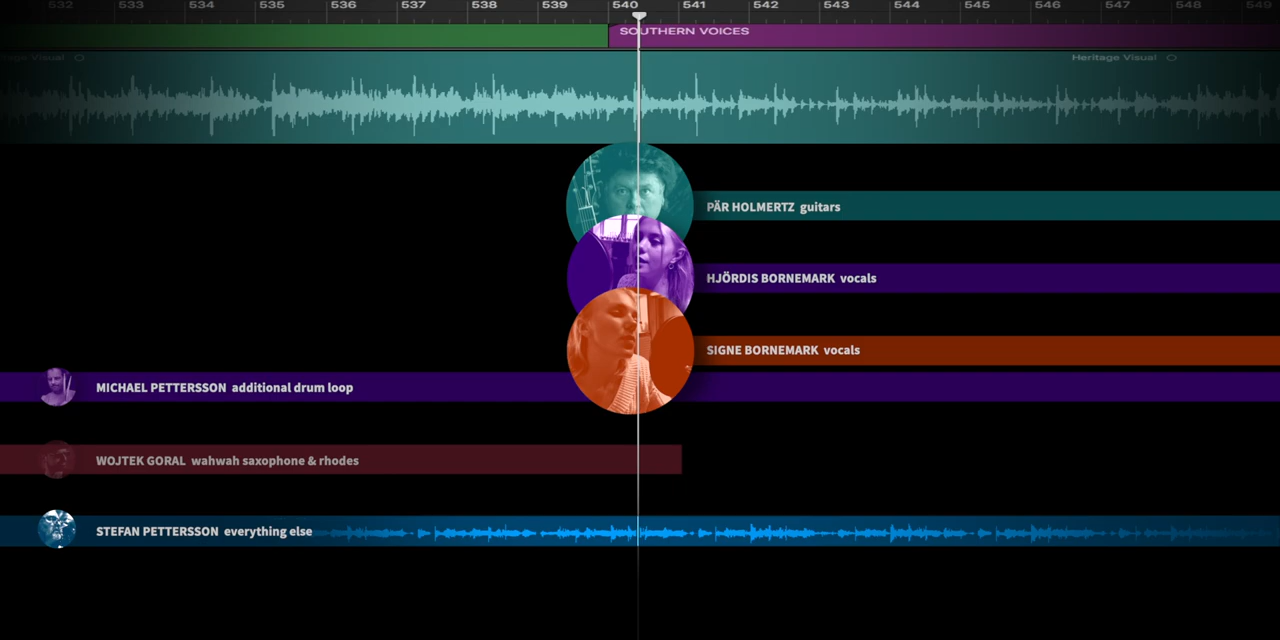 532 533 534 535 536 537 538 539 540 541 542 543 544 545 546 547 548 549
SOUTHERN VOICES
Visual
Heritage Visual
PÄR HOLMERTZ guitars
HJÖRDIS BORNEMARK vocals
SIGNE BORNEMARK vocals
MICHAEL PETTERSSON additional drum loop
WOJTEK GORAL wahwah saxophone & rhodes
STEFAN PETTERSSON everything else